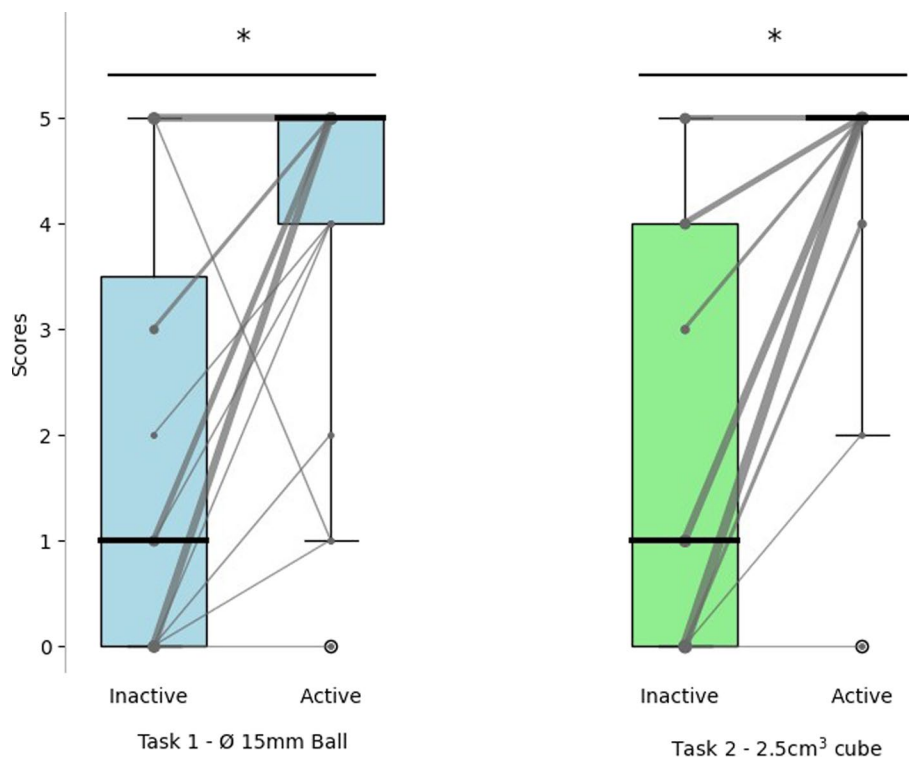 *
*
5
4
3
2
1
0
Scores
Inactive
Active
Inactive
Active
Task 1 - Ø 15mm Ball
Task 2 - 2.5cm³ cube